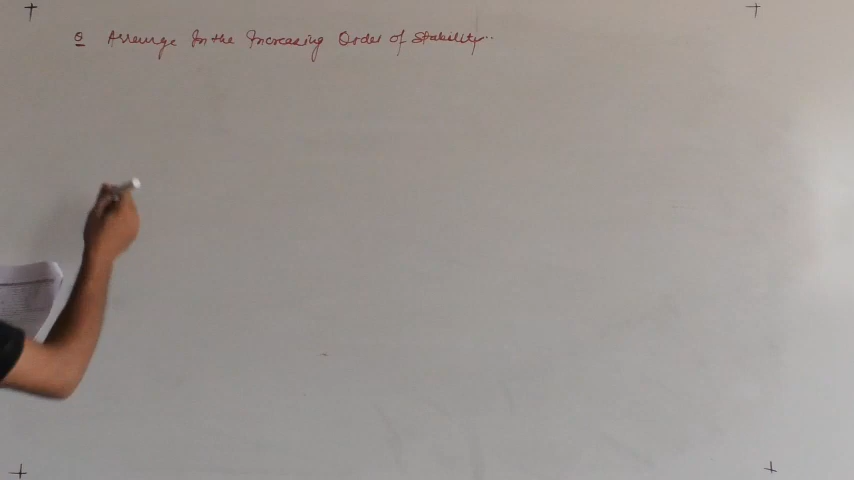 Q Arrange In the Increasing Order of Stability..